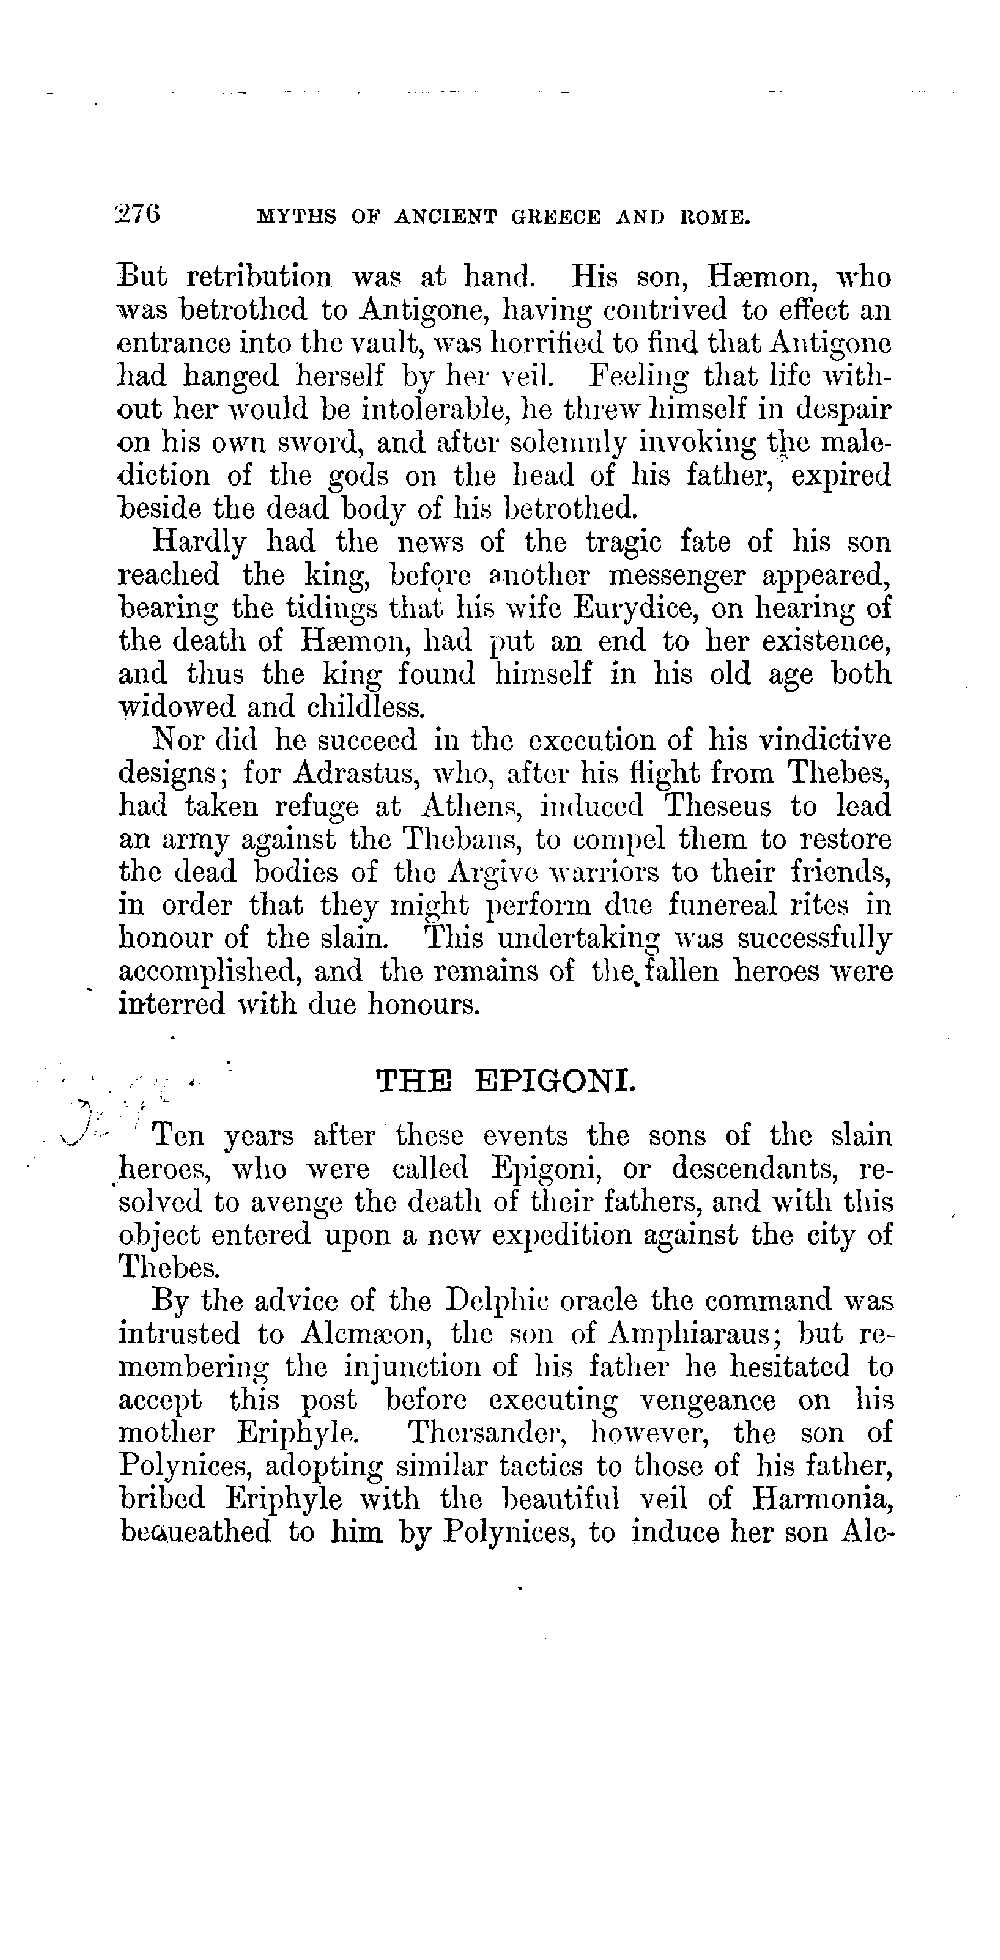 276 MYTHS OF ANCIENT GREECE AND ROME.
But retribution was at hand. His son, Hæmon, who
was betrothed to Antigone, having contrived to effect an
entrance into the vault, was horrified to find that Antigone
had hanged herself by her veil. Feeling that life with-
out her would be intolerable, he threw himself in despair
on his own sword, and after solemnly invoking the male-
diction of the gods on the head of his father, expired
beside the dead body of his betrothed.
Hardly had the news of the tragic fate of his son
reached the king, before another messenger appeared,
bearing the tidings that his wife Eurydice, on hearing of
the death of Hæmon, had put an end to her existence,
and thus the king found himself in his old age both
widowed and childless.
Nor did he succeed in the execution of his vindictive
designs; for Adrastus, who, after his flight from Thebes,
had taken refuge at Athens, induced Theseus to lead
an army against the Thebans, to compel them to restore
the dead bodies of the Argive warriors to their friends,
in order that they might perform due funereal rites in
honour of the slain. This undertaking was successfully
accomplished, and the remains of the fallen heroes were
interred with due honours.
THE EPIGONI.
Ten years after these events the sons of the slain
heroes, who were called Epigoni, or descendants, re-
solved to avenge the death of their fathers, and with this
object entered upon a new expedition against the city of
Thebes.
By the advice of the Delphic oracle the command was
intrusted to Alcmæon, the son of Amphiaraus; but re-
membering the injunction of his father he hesitated to
accept this post before executing vengeance on his
mother Eriphyle. Thersander, however, the son of
Polynices, adopting similar tactics to those of his father,
bribed Eriphyle with the beautiful veil of Harmonia,
bequeathed to him by Polynices, to induce her son Alc-